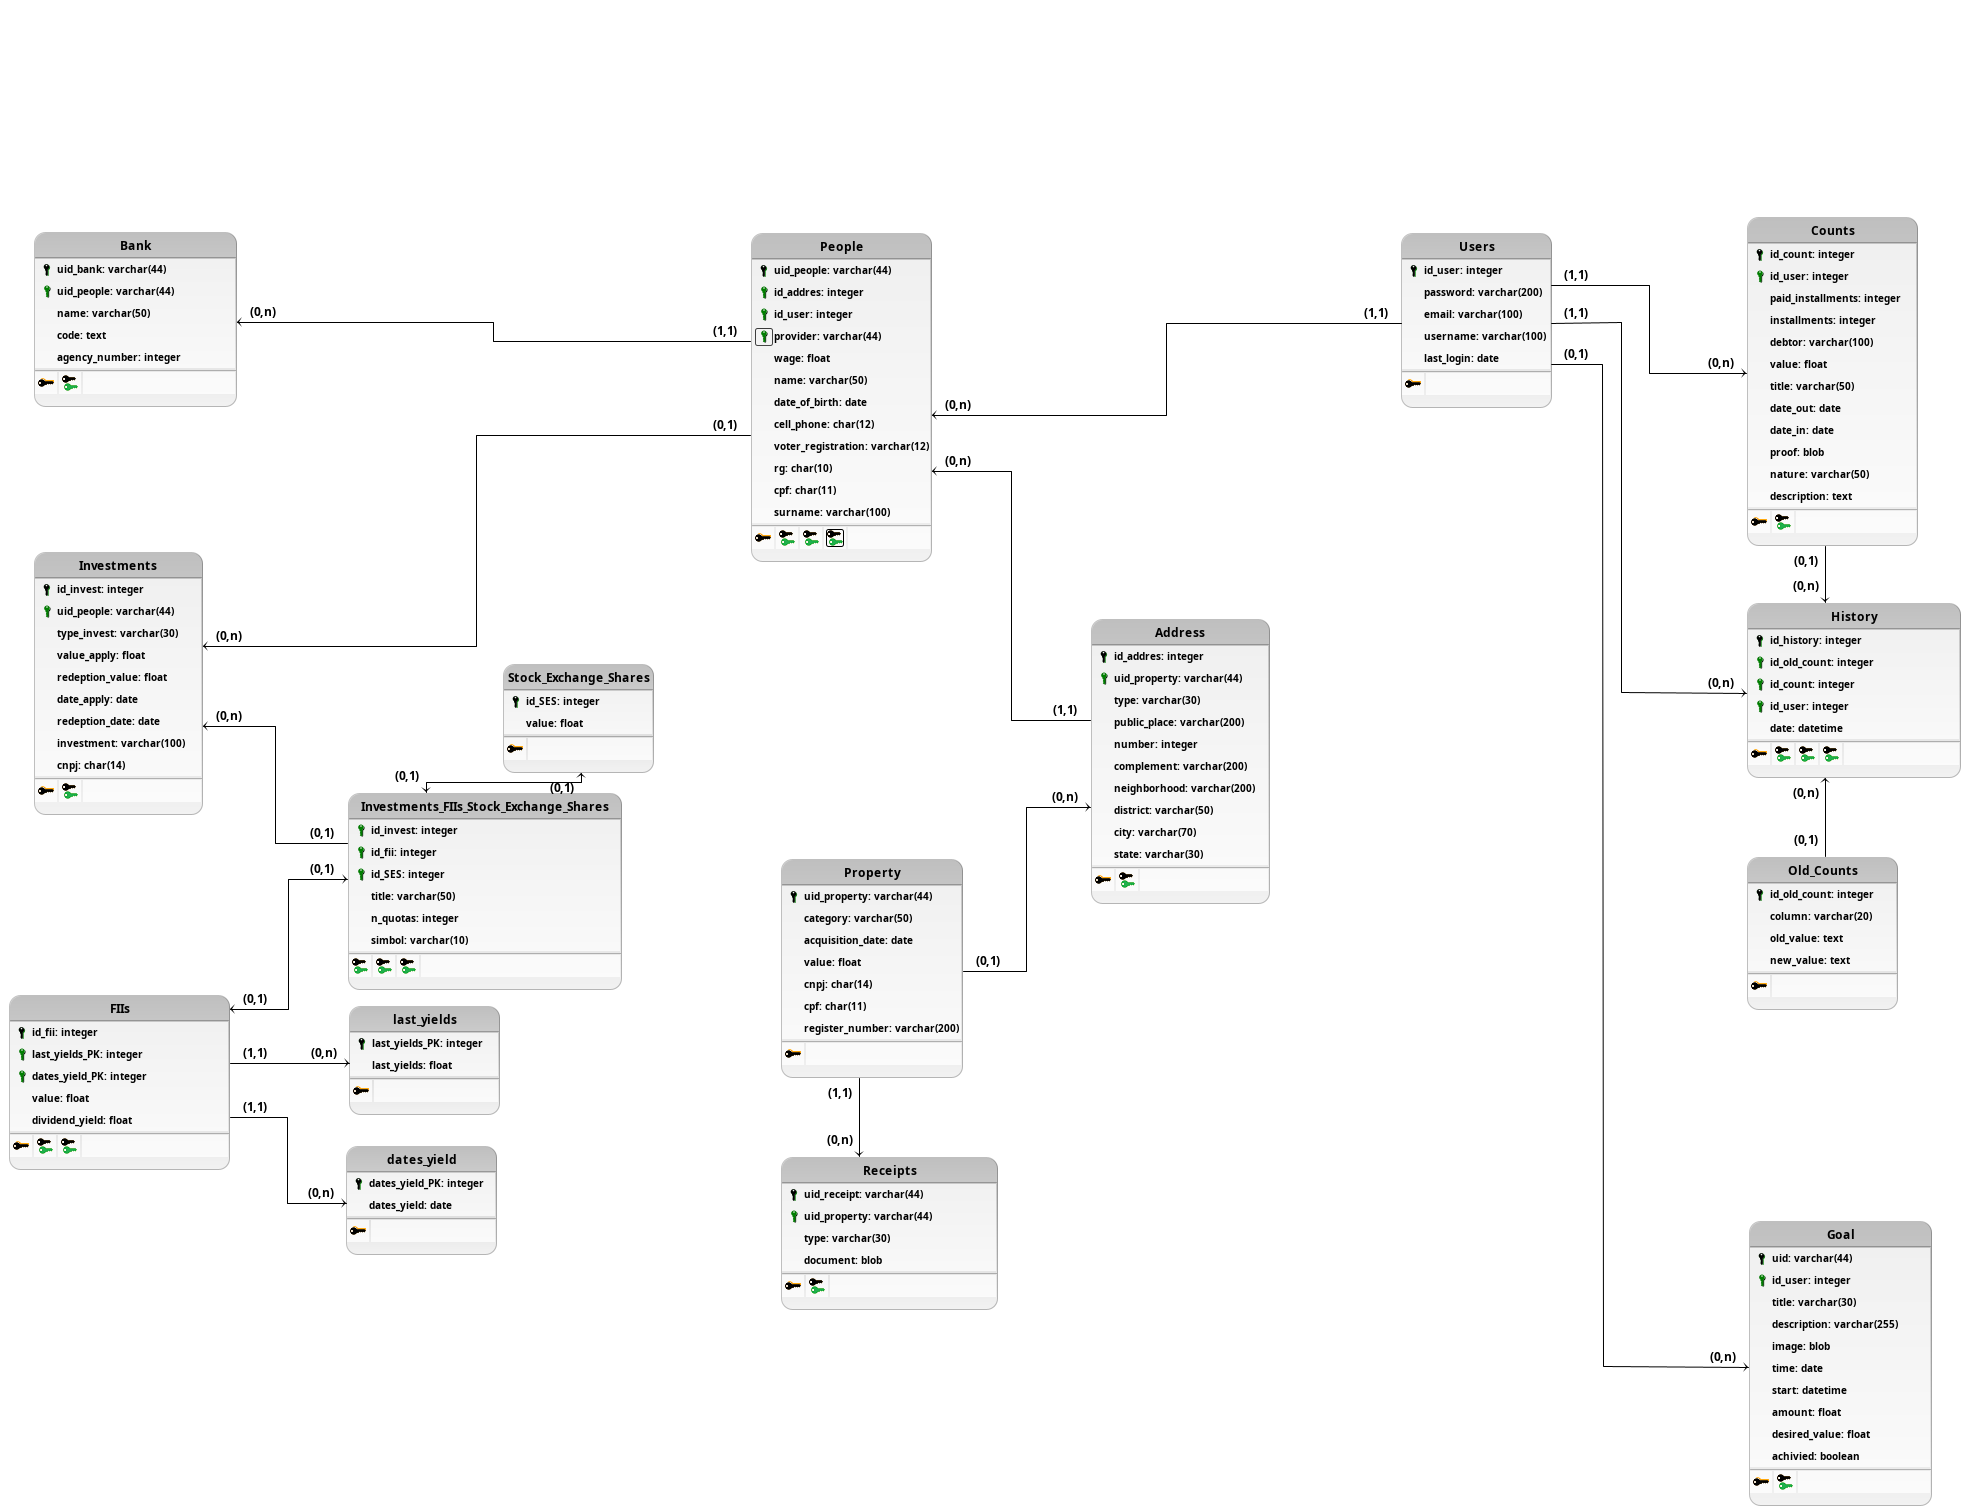 Bank
uid_bank: varchar(44)
uid_people: varchar(44)
name: varchar(50)
code: text
agency_number: integer
(0,n)
(1,1)
People
uid_people: varchar(44)
id_addres: integer
id_user: integer
provider: varchar(44)
wage: float
name: varchar(50)
date_of_birth: date
cell_phone: char(12)
voter_registration: varchar(12)
rg: char(10)
cpf: char(11)
surname: varchar(100)
(0,1)
(0,n)
(0,n)
(1,1)
Users
id_user: integer
password: varchar(200)
email: varchar(100)
username: varchar(100)
last_login: date
(1,1)
(1,1)
(0,1)
(0,n)
Counts
id_count: integer
id_user: integer
paid_installments: integer
installments: integer
debtor: varchar(100)
value: float
title: varchar(50)
date_out: date
date_in: date
proof: blob
nature: varchar(50)
description: text
(0,1)
(0,n)
Investments
id_invest: integer
uid_people: varchar(44)
type_invest: varchar(30)
value_apply: float
redeption_value: float
date_apply: date
redeption_date: date
investment: varchar(100)
cnpj: char(14)
(0,n)
(0,n)
Stock_Exchange_Shares
id_SES: integer
value: float
(0,1)
(0,1)
Investments_FIIs_Stock_Exchange_Shares
id_invest: integer
id_fii: integer
id_SES: integer
title: varchar(50)
n_quotas: integer
simbol: varchar(10)
(0,1)
(0,1)
Address
id_addres: integer
uid_property: varchar(44)
type: varchar(30)
public_place: varchar(200)
number: integer
complement: varchar(200)
neighborhood: varchar(200)
district: varchar(50)
city: varchar(70)
state: varchar(30)
(1,1)
(0,n)
History
id_history: integer
id_old_count: integer
id_count: integer
id_user: integer
date: datetime
(0,n)
(0,n)
(0,1)
Old_Counts
id_old_count: integer
column: varchar(20)
old_value: text
new_value: text
Property
uid_property: varchar(44)
category: varchar(50)
acquisition_date: date
value: float
cnpj: char(14)
cpf: char(11)
register_number: varchar(200)
(0,1)
(1,1)
(0,n)
FIIs
id_fii: integer
last_yields_PK: integer
dates_yield_PK: integer
value: float
dividend_yield: float
(0,1)
(1,1)
(0,n)
(1,1)
(0,n)
last_yields
last_yields_PK: integer
last_yields: float
dates_yield
dates_yield_PK: integer
dates_yield: date
Receipts
uid_receipt: varchar(44)
uid_property: varchar(44)
type: varchar(30)
document: blob
(0,n)
Goal
uid: varchar(44)
id_user: integer
title: varchar(30)
description: varchar(255)
image: blob
time: date
start: datetime
amount: float
desired_value: float
achivied: boolean